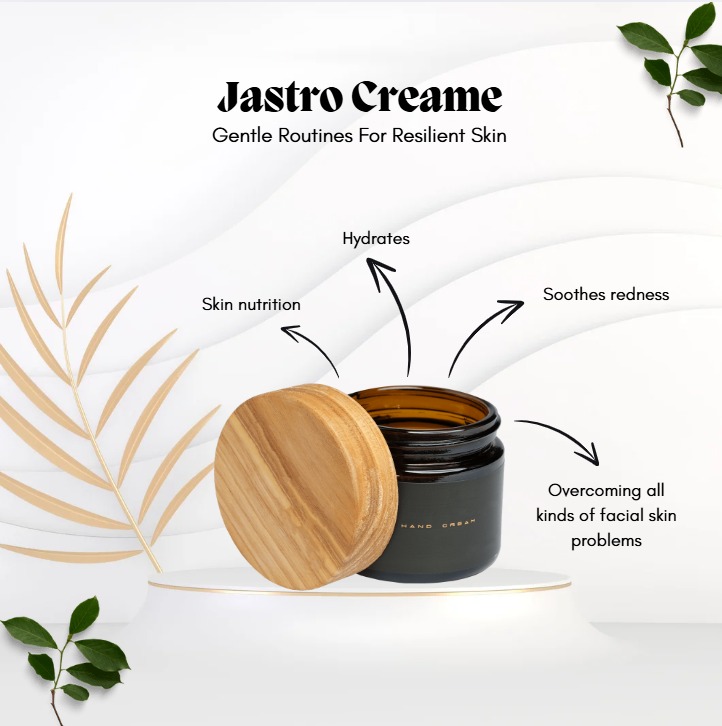 Jastro Creame
Gentle Routines For Resilient Skin
Hydrates
Soothes redness
Skin nutrition
Overcoming all
kinds of facial skin
problems
HAND CREAM